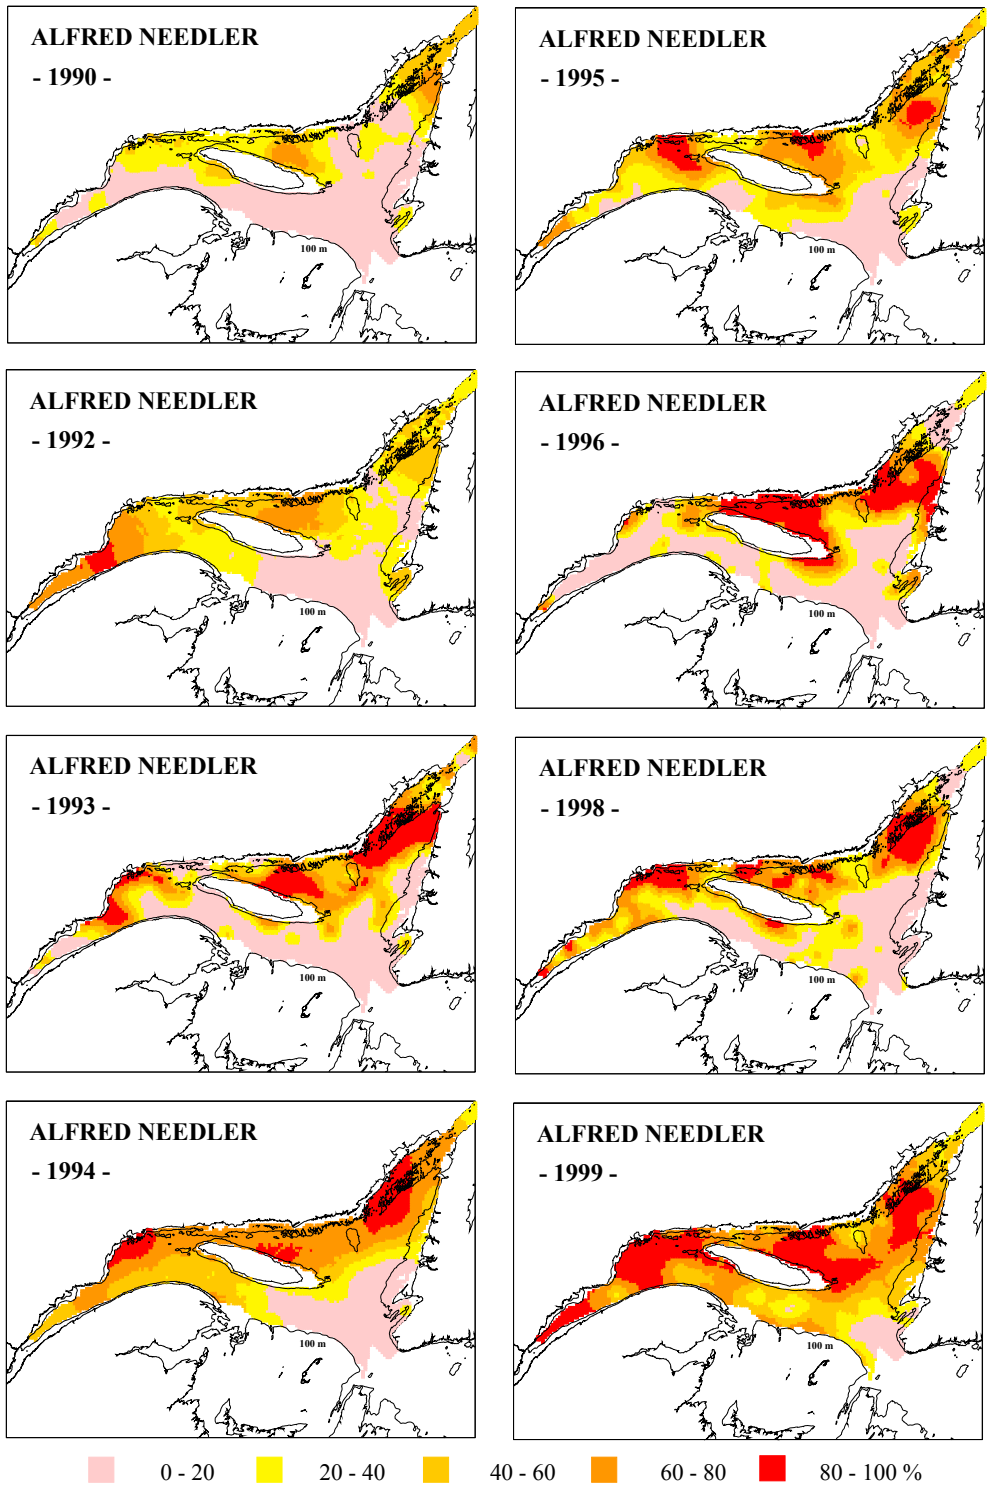 ALFRED NEEDLER
- 1990 -
100 m
ALFRED NEEDLER
- 1995 -
100 m
ALFRED NEEDLER
- 1992 -
100 m
ALFRED NEEDLER
- 1996 -
100 m
ALFRED NEEDLER
- 1993 -
100 m
ALFRED NEEDLER
- 1998 -
100 m
ALFRED NEEDLER
- 1994 -
100 m
ALFRED NEEDLER
- 1999 -
100 m
0 - 20 20 - 40 40 - 60 60 - 80 80 - 100 %